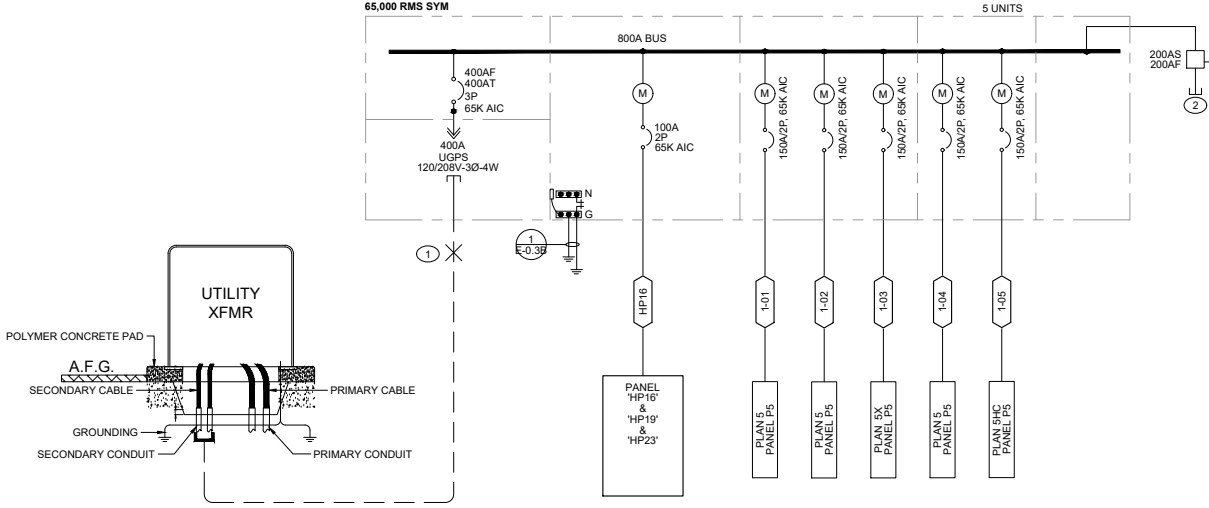 65,000 RMS SYM
5 UNITS
800A BUS
400AF
400AT
3P
65K AIC
400A
UGPS
120/208V-3Ø-4W
M
100A
2P
65K AIC
M
150A/2P, 65K AIC
M
150A/2P, 65K AIC
M
150A/2P, 65K AIC
M
150A/2P, 65K AIC
M
150A/2P, 65K AIC
200AS
200AF
2
N
G
1
E-0.3B
1
HP16
1-01
1-02
1-03
1-04
1-05
UTILITY
XFMR
POLYMER CONCRETE PAD
A.F.G.
SECONDARY CABLE
PRIMARY CABLE
GROUNDING
SECONDARY CONDUIT
PRIMARY CONDUIT
PANEL
'HP16'
&
'HP19'
&
'HP23'
PLAN 5
PANEL P5
PLAN 5X
PANEL P5
PLAN 5X
PANEL P5
PLAN 5
PANEL P5
PLAN 5HC
PANEL P5